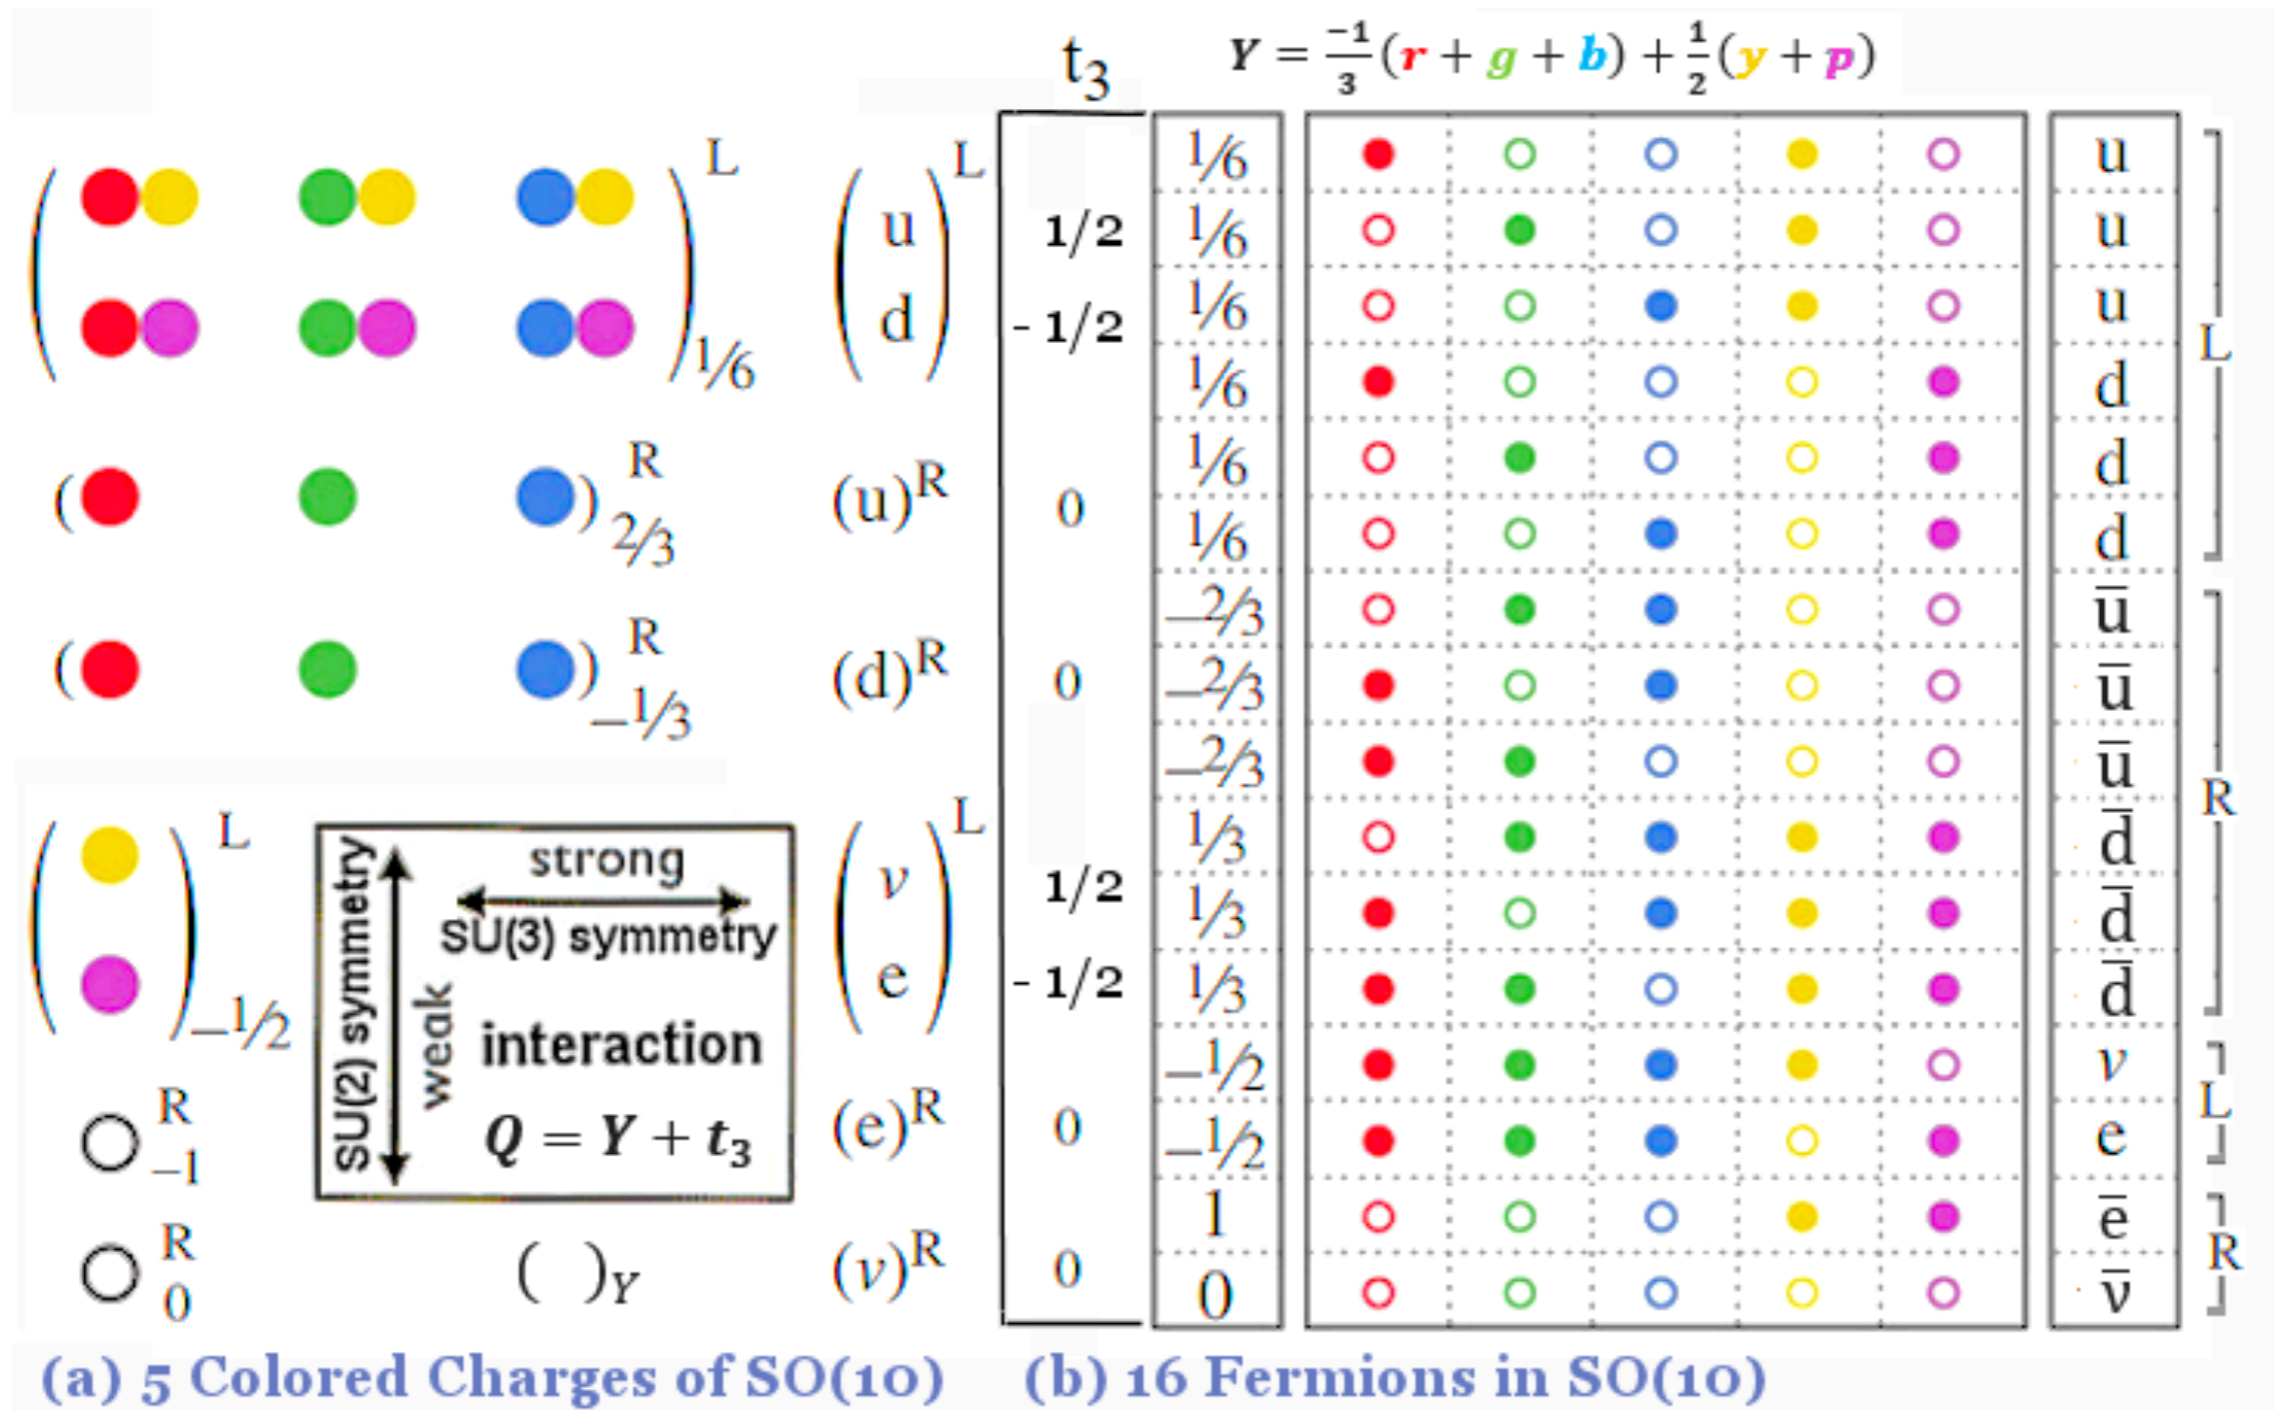 t₃
Y = -1/3 (r + g + b) + 1/2 (y + p)
L
1/6
( u d )ᴸ
1/2
- 1/2
R
2/3
(u)ᴿ
0
R
–1/3
(d)ᴿ
0
L
–1/2
( ν e )ᴸ
1/2
- 1/2
R
–1
(e)ᴿ
0
R
0
( )Y
(ν)ᴿ
0
strong
SU(3) symmetry
SU(2) symmetry
weak
interaction
Q = Y + t₃
1/6 u
1/6 u
1/6 u
1/6 d
1/6 d
1/6 d
L
–2/3 u̅
–2/3 u̅
–2/3 u̅
1/3 d̅
1/3 d̅
1/3 d̅
R
–1/2 ν
–1/2 e
L
1 e̅
0 ν̅
R
(a) 5 Colored Charges of SO(10)
(b) 16 Fermions in SO(10)